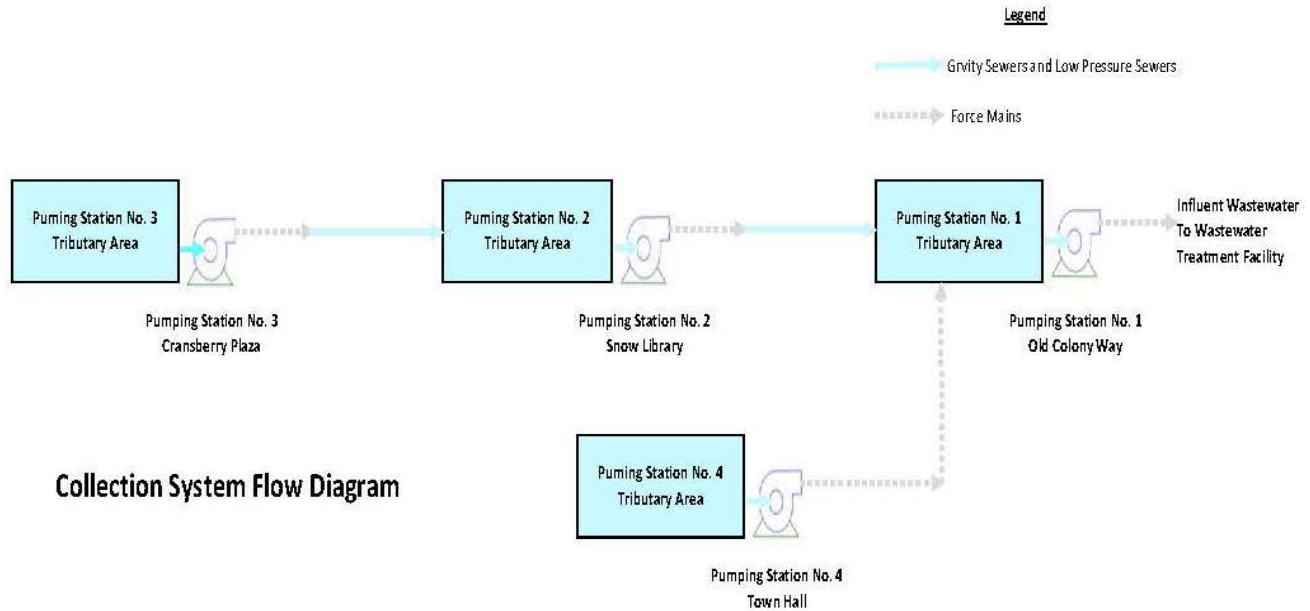 Legend
Grvity Sewers and Low Pressure Sewers
Force Mains
Puming Station No. 3
Tributary Area
Puming Station No. 2
Tributary Area
Puming Station No. 1
Tributary Area
Influent Wastewater
To Wastewater
Treatment Facility
Pumping Station No. 3
Cransberry Plaza
Pumping Station No. 2
Snow Library
Pumping Station No. 1
Old Colony Way
Puming Station No. 4
Tributary Area
Collection System Flow Diagram
Pumping Station No. 4
Town Hall